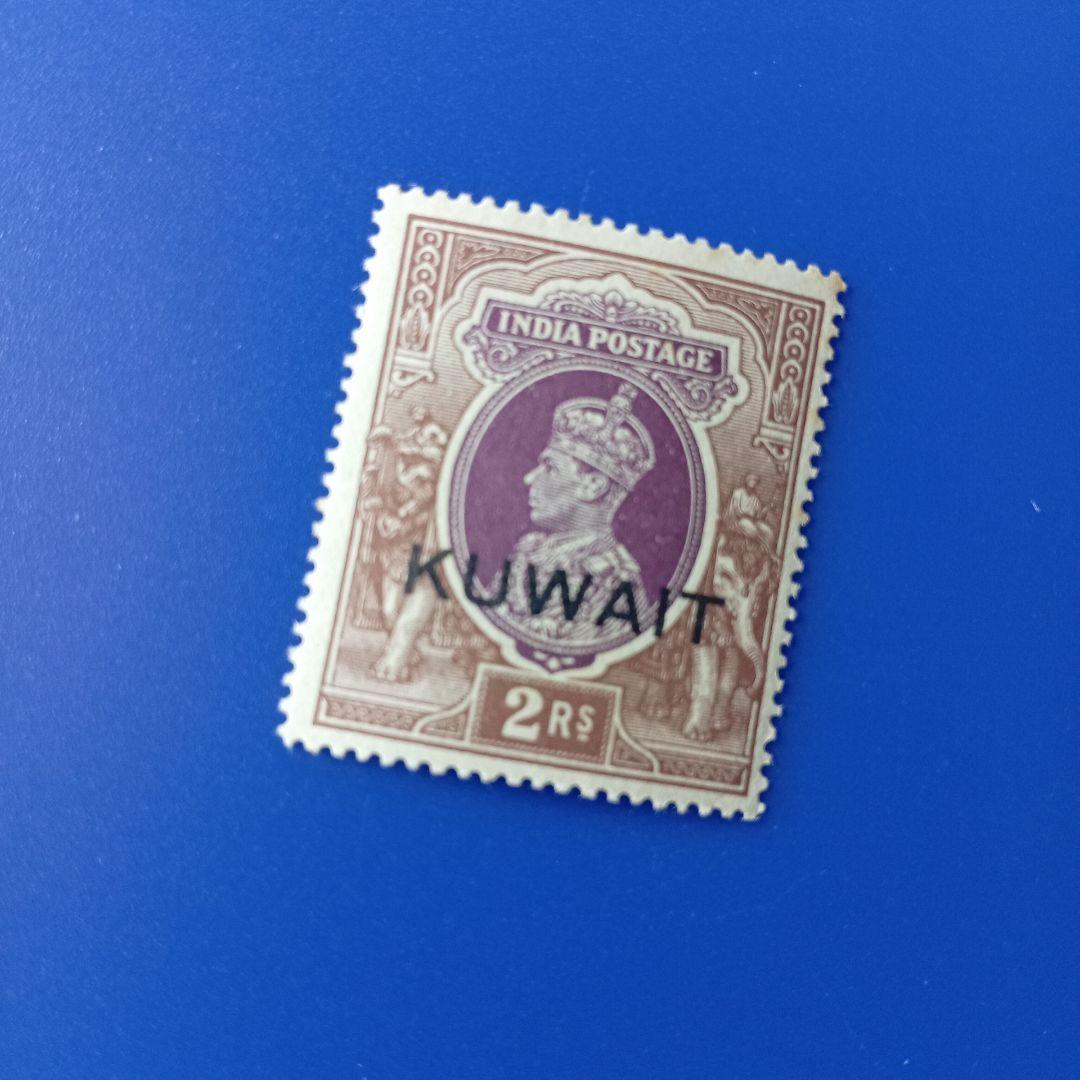 INDIA POSTAGE
KUWAIT
2 Rs